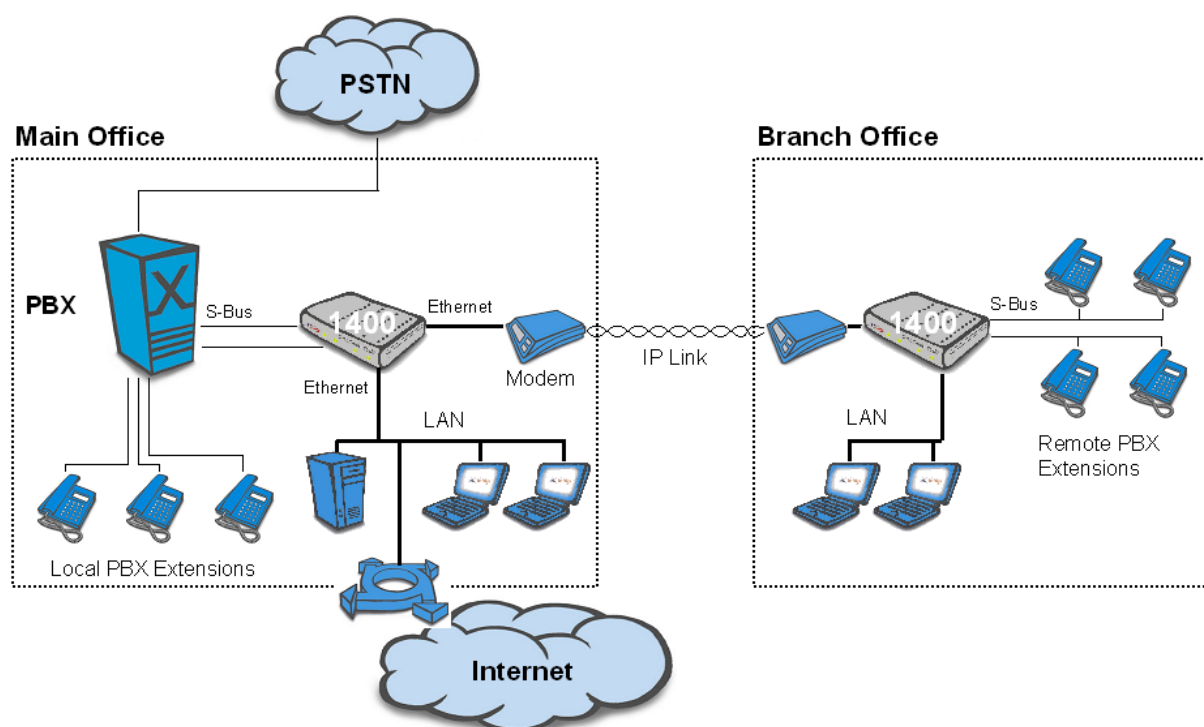 PSTN
Main Office
Branch Office
PBX
S-Bus
1400
Ethernet
Modem
IP Link
1400
S-Bus
Ethernet
LAN
LAN
Remote PBX
Extensions
Local PBX Extensions
Internet